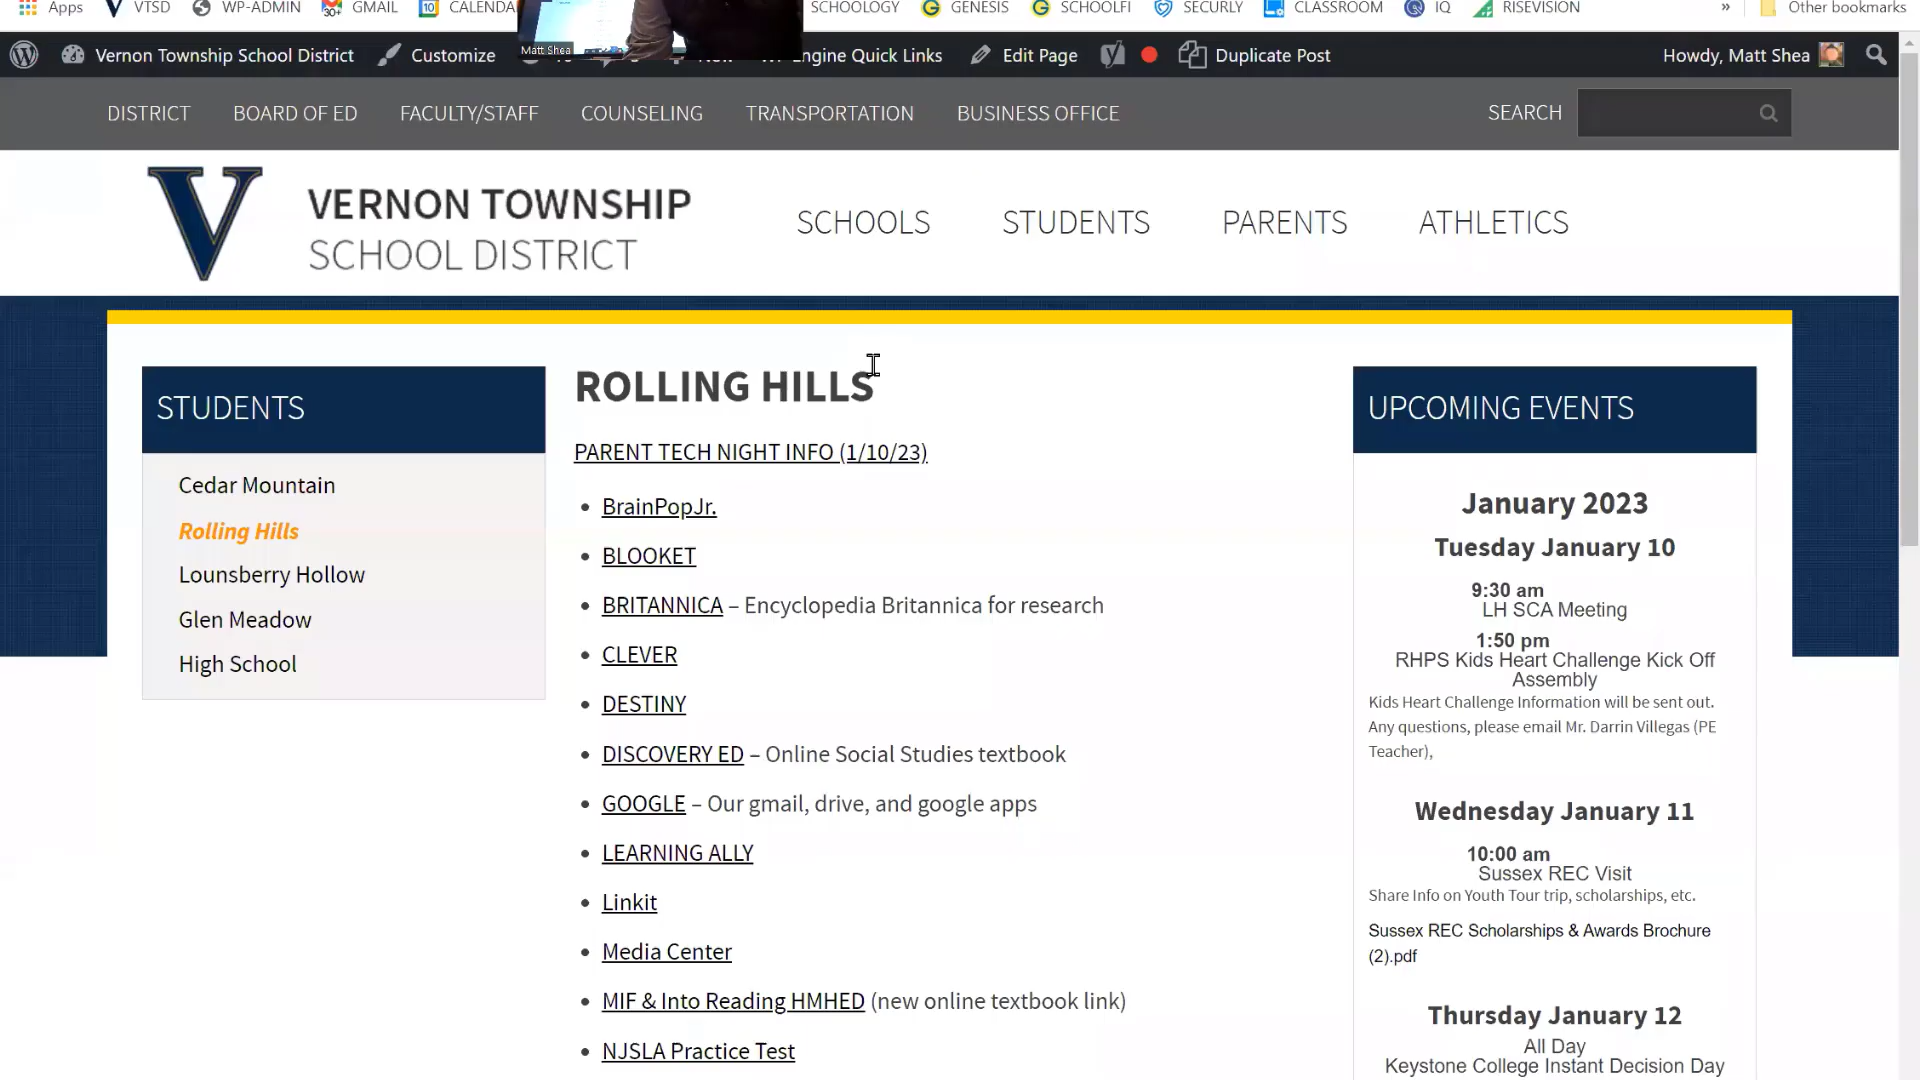 Apps VTSD WP-ADMIN GMAIL CALENDA SCHOOLOGY GENESIS SCHOOLFI SECURLY CLASSROOM IQ RISEVISION » Other bookmarks
Matt Shea
Vernon Township School District Customize Engine Quick Links Edit Page Duplicate Post Howdy, Matt Shea
DISTRICT BOARD OF ED FACULTY/STAFF COUNSELING TRANSPORTATION BUSINESS OFFICE SEARCH
V
VERNON TOWNSHIP
SCHOOL DISTRICT
SCHOOLS STUDENTS PARENTS ATHLETICS
STUDENTS
Cedar Mountain
Rolling Hills
Lounsberry Hollow
Glen Meadow
High School
ROLLING HILLS
PARENT TECH NIGHT INFO (1/10/23)
• BrainPopJr.
• BLOOKET
• BRITANNICA – Encyclopedia Britannica for research
• CLEVER
• DESTINY
• DISCOVERY ED – Online Social Studies textbook
• GOOGLE – Our gmail, drive, and google apps
• LEARNING ALLY
• Linkit
• Media Center
• MIF & Into Reading HMHED (new online textbook link)
• NJSLA Practice Test
UPCOMING EVENTS
January 2023
Tuesday January 10
9:30 am
LH SCA Meeting
1:50 pm
RHPS Kids Heart Challenge Kick Off
Assembly
Kids Heart Challenge Information will be sent out.
Any questions, please email Mr. Darrin Villegas (PE
Teacher),
Wednesday January 11
10:00 am
Sussex REC Visit
Share Info on Youth Tour trip, scholarships, etc.
Sussex REC Scholarships & Awards Brochure
(2).pdf
Thursday January 12
All Day
Keystone College Instant Decision Day